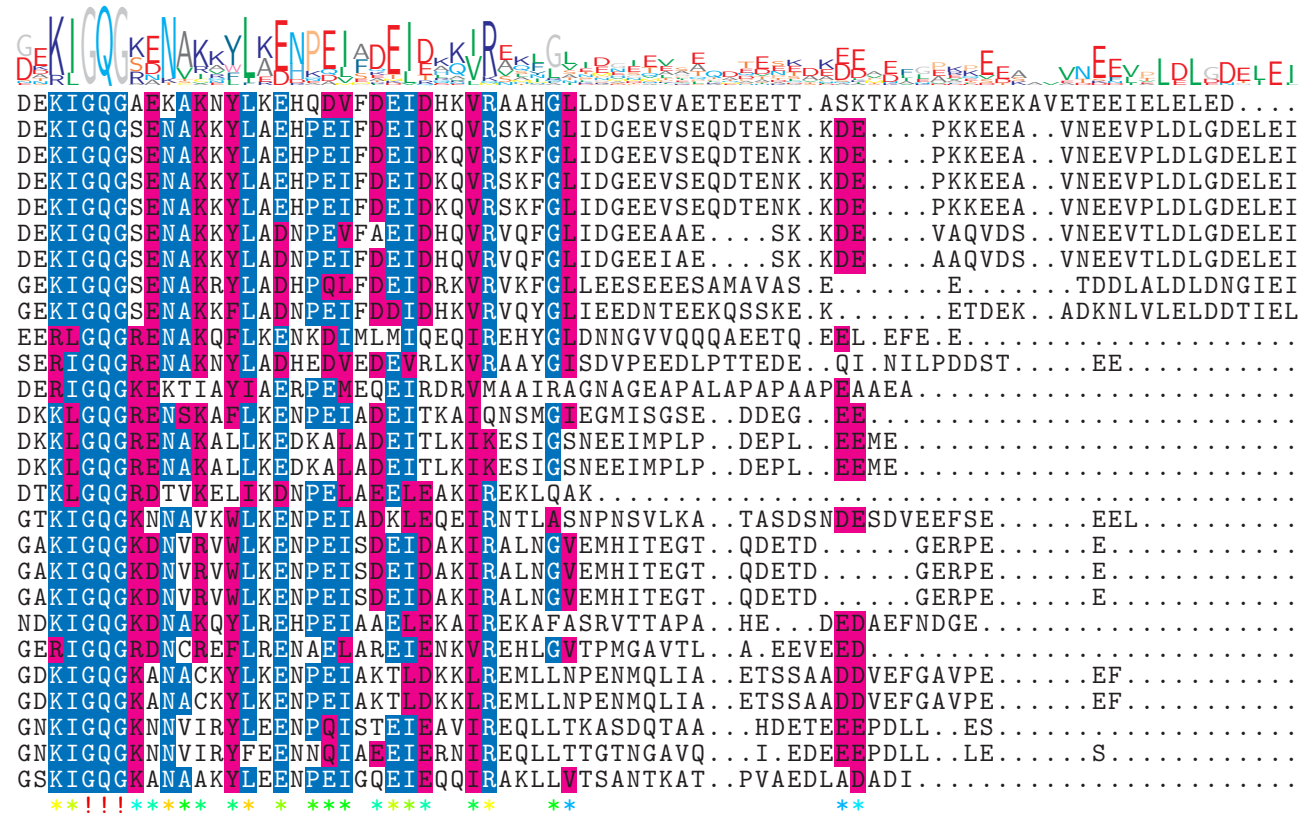 DEKIGQGAEKAKNYLKEHQDVFDEIDHKVRAAHGLLDDSEVAETEEETT.ASKTKAKAKKEEKAVETEEIELELED....
DEKIGQGSENAKKYLAEHPEIFDEIDKQVRSKFGLIDGEEVSEQDTENK.KDE....PKKEEA..VNEEVPLDLGDELEI
DEKIGQGSENAKKYLAEHPEIFDEIDKQVRSKFGLIDGEEVSEQDTENK.KDE....PKKEEA..VNEEVPLDLGDELEI
DEKIGQGSENAKKYLAEHPEIFDEIDKQVRSKFGLIDGEEVSEQDTENK.KDE....PKKEEA..VNEEVPLDLGDELEI
DEKIGQGSENAKKYLAEHPEIFDEIDKQVRSKFGLIDGEEVSEQDTENK.KDE....PKKEEA..VNEEVPLDLGDELEI
DEKIGQGSENAKKYLADNPEVFAEIDHQVRVQFGLIDGEEAAE....SK.KDE....VAQVDS..VNEEVTLDLGDELEI
DEKIGQGSENAKKYLADNPEIFDEIDHQVRVQFGLIDGEEIAE....SK.KDE....AAQVDS..VNEEVTLDLGDELEI
GEKIGQGSENAKRYLADHPQLFDEIDRKVRVKFGLLEESEEESAMAVAS.E.......E.......TDDLALDLDNGIEI
GEKIGQGSENAKKFLADNPEIFDDIDHKVRVQYGLIEEDNTEEKQSSKE.K.......ETDEK..ADKNLVLELDDTIEL
EERLGQGRENAKQFLKENKDIMLMIQEQIREHYGLDNNGVVQQQAEETQ.EEL.EFE.E.....................
SERIGQGRENAKNYLADHEDVEDEVRLKVRAAYGISDVPEEDLPTTEDE..QI.NILPDDST.....EE...........
DERIGQGKEKTIAYIAERPEMEQEIRDRVMAAIRAGNAGEAPALAPAPAAPEAAEA........................
DKKLGQGRENSKAFLKENPEIADEITKAIQNSMGIEGMISGSE..DDEG..EE...........................
DKKLGQGRENAKALLKEDKALADEITLKIKESIGSNEEIMPLP..DEPL..EEME.........................
DKKLGQGRENAKALLKEDKALADEITLKIKESIGSNEEIMPLP..DEPL..EEME.........................
DTKLGQGRDTVKELIKDNPELAEELEAKIREKLQAK............................................
GTKIGQGKNNAVKWLKENPEIADKLEQEIRNTLASNPNSVLKA..TASDSNDESDVEEFSE......EEL..........
GAKIGQGKDNVRVWLKENPEISDEIDAKIRALNGVEMHITEGT..QDETD......GERPE......E............
GAKIGQGKDNVRVWLKENPEISDEIDAKIRALNGVEMHITEGT..QDETD......GERPE......E............
GAKIGQGKDNVRVWLKENPEISDEIDAKIRALNGVEMHITEGT..QDETD......GERPE......E............
NDKIGQGKDNAKQYLREHPEIAAELEKAIREKAFASRVTTAPA..HE...DEDAEFNDGE....................
GERIGQGRDNCREFLRENAELAREIENKVREHLGVTPMGAVTL..A.EEVEED...........................
GDKIGQGKANACKYLKENPEIAKTLDKKLREMLLNPENMQLIA..ETSSAADDVEFGAVPE......EF...........
GDKIGQGKANACKYLKENPEIAKTLDKKLREMLLNPENMQLIA..ETSSAADDVEFGAVPE......EF...........
GNKIGQGKNNVIRYLEENPQISTEIEAVIREQLLTKASDQTAA...HDETEEEPDLL..ES...................
GNKIGQGKNNVIRYFEENNQIAEEIERNIREQLLTTGTNGAVQ...I.EDEEEPDLL..LE......S............
GSKIGQGKANAAKYLEENPEIGQEIEQQIRAKLLVTSANTKAT..PVAEDLADADI........................
**!!!***** ** * *** **** ** ** **